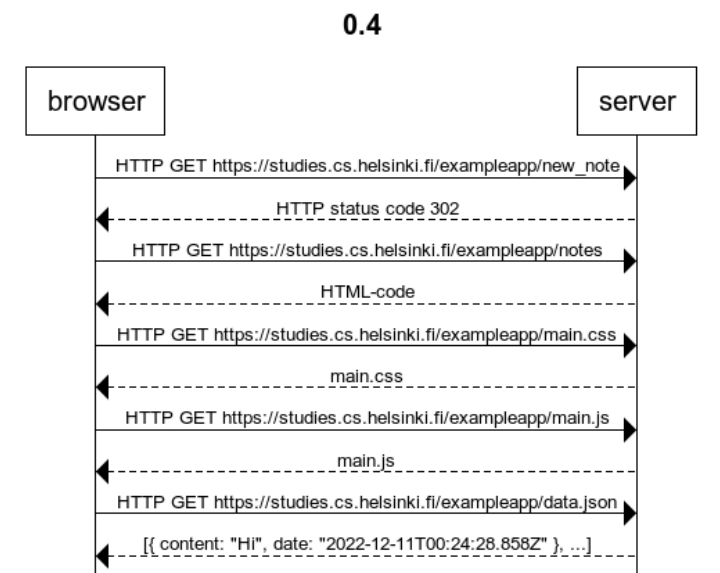 0.4
browser
server
HTTP GET https://studies.cs.helsinki.fi/exampleapp/new_note
HTTP status code 302
HTTP GET https://studies.cs.helsinki.fi/exampleapp/notes
HTML-code
HTTP GET https://studies.cs.helsinki.fi/exampleapp/main.css
main.css
HTTP GET https://studies.cs.helsinki.fi/exampleapp/main.js
main.js
HTTP GET https://studies.cs.helsinki.fi/exampleapp/data.json
[{ content: "Hi", date: "2022-12-11T00:24:28.858Z" }, ...]